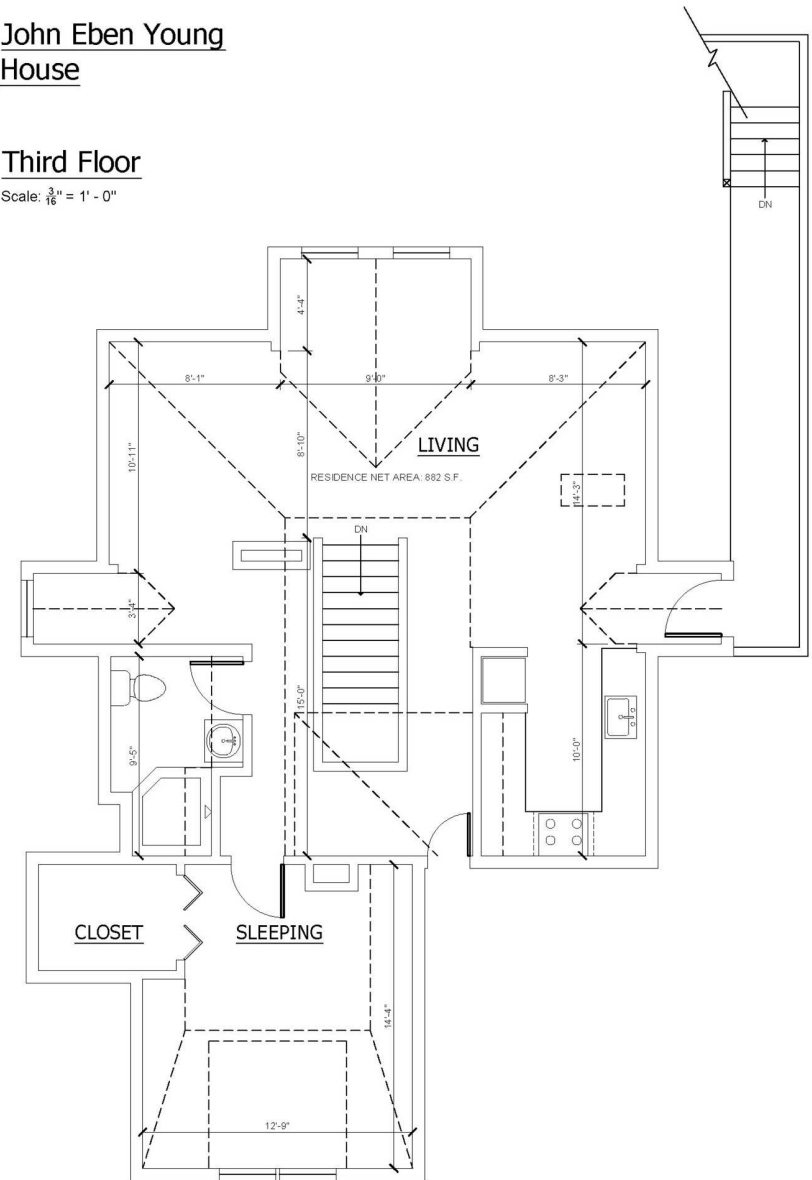 John Eben Young
House
Third Floor
Scale: 3/16" = 1' - 0"
DN
4'-4"
8'-1"
9'-0"
8'-3"
10'-11"
8'-10"
LIVING
RESIDENCE NET AREA: 882 S.F.
14'-3"
DN
3'-4"
15'-0"
9'-5"
10'-0"
CLOSET
SLEEPING
14'-4"
12'-9"